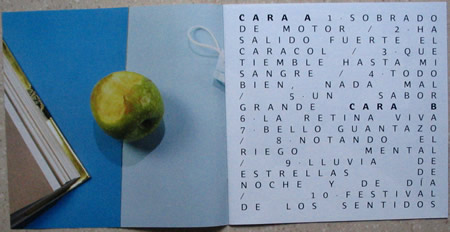 CARA A 1·SOBRADO
DE MOTOR / 2·HA
SALIDO FUERTE EL
CARACOL / 3·QUE
TIEMBLE HASTA MI
SANGRE / 4·TODO
BIEN, NADA MAL
/ 5·UN SABOR
GRANDE CARA B
6·LA RETINA VIVA
7·BELLO GUANTAZO
/ 8·NOTANDO EL
RIEGO MENTAL
/ 9·LLUVIA DE
ESTRELLAS DE
NOCHE Y DE DÍA
/ 10·FESTIVAL
DE LOS SENTIDOS